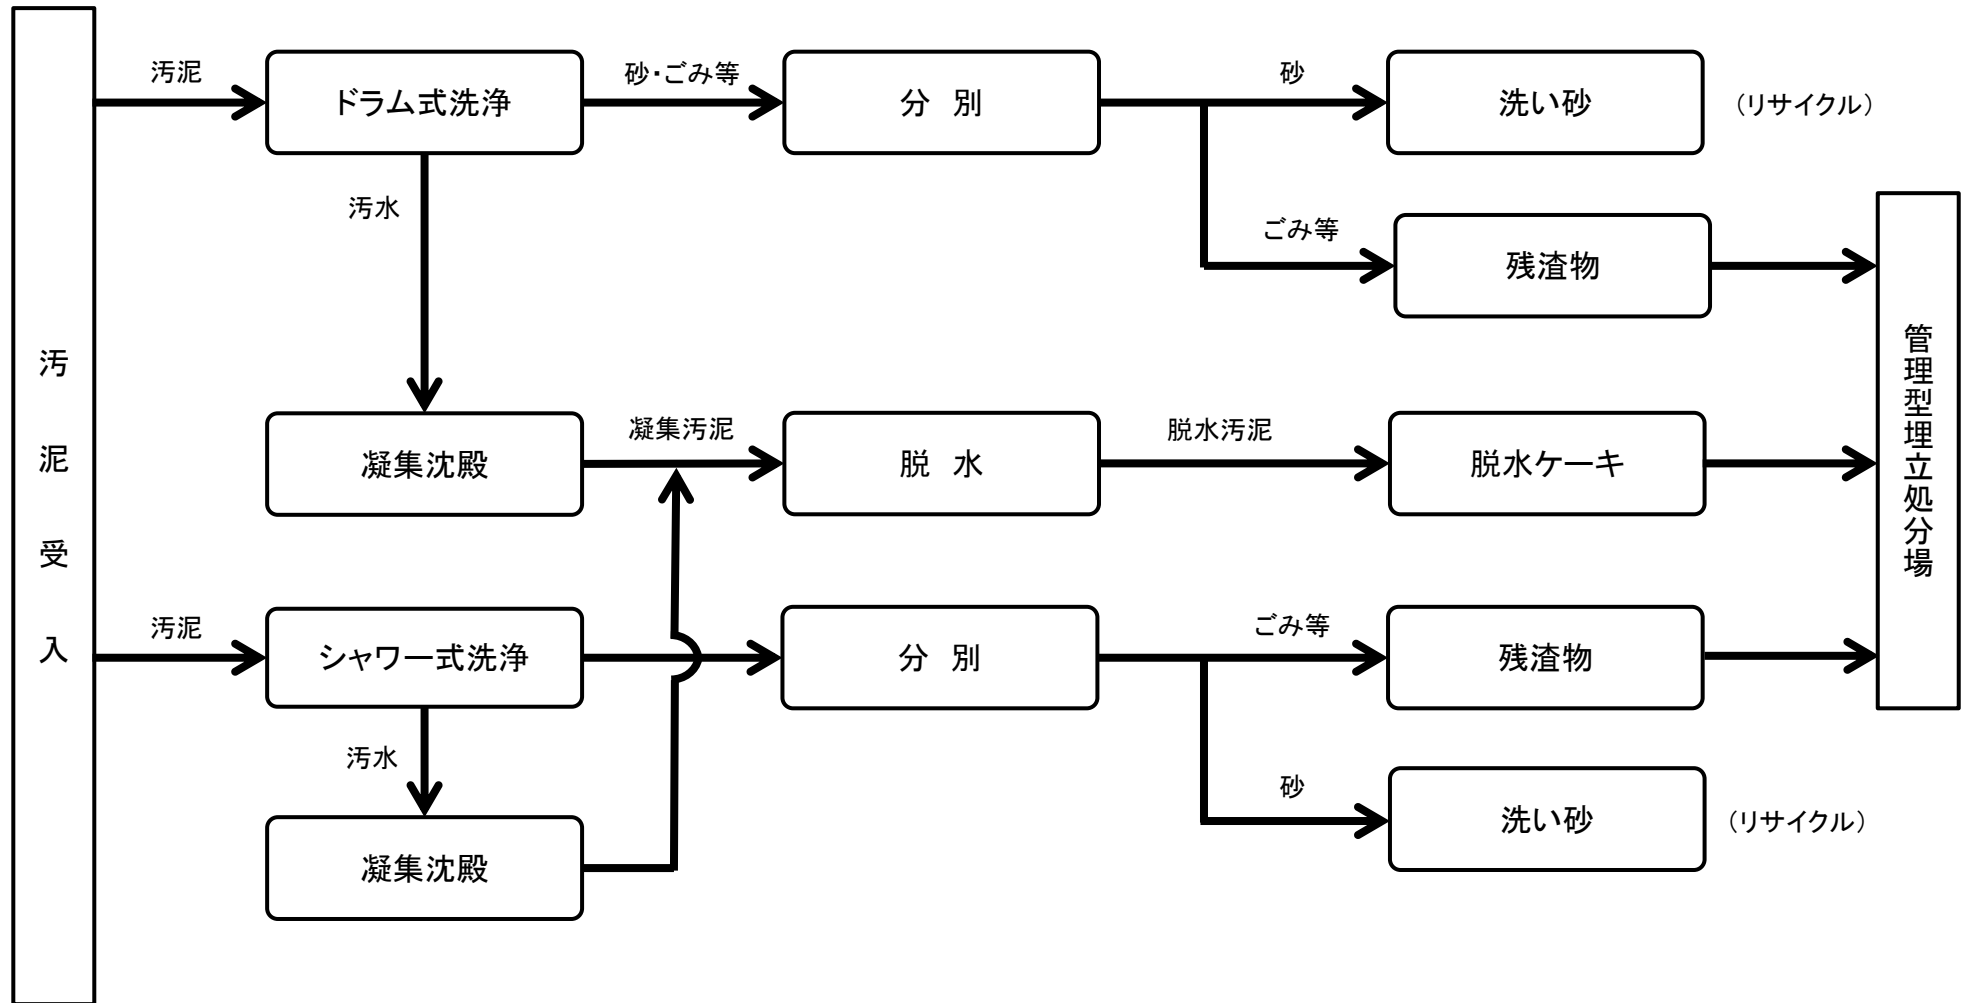 汚泥受入
汚泥
ドラム式洗浄
砂・ごみ等
分　別
砂
洗い砂
（リサイクル）
汚水
ごみ等
残渣物
管理型埋立処分場
凝集沈殿
凝集汚泥
脱　水
脱水汚泥
脱水ケーキ
汚泥
シャワー式洗浄
分　別
ごみ等
残渣物
汚水
砂
洗い砂
（リサイクル）
凝集沈殿